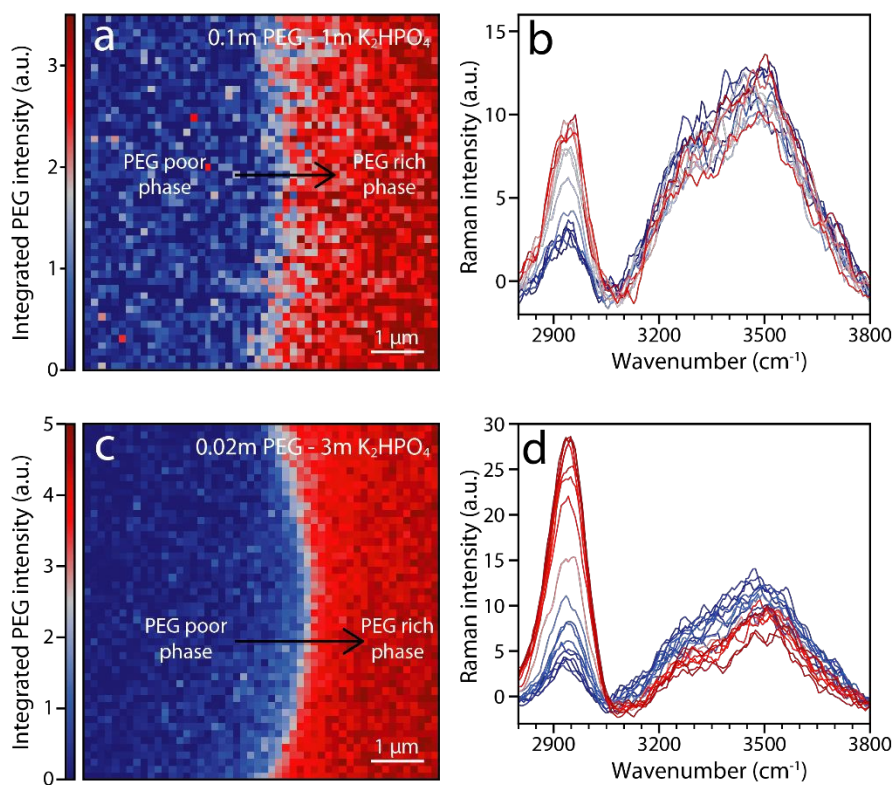 a
0.1m PEG - 1m K₂HPO₄
Integrated PEG intensity (a.u.)
3
2
1
0
PEG poor
phase
PEG rich
phase
1 µm
b
Raman intensity (a.u.)
15
10
5
0
2900
3200
3500
3800
Wavenumber (cm⁻¹)
c
0.02m PEG - 3m K₂HPO₄
Integrated PEG intensity (a.u.)
5
4
3
2
1
0
PEG poor
phase
PEG rich
phase
1 µm
d
Raman intensity (a.u.)
30
25
20
15
10
5
0
2900
3200
3500
3800
Wavenumber (cm⁻¹)